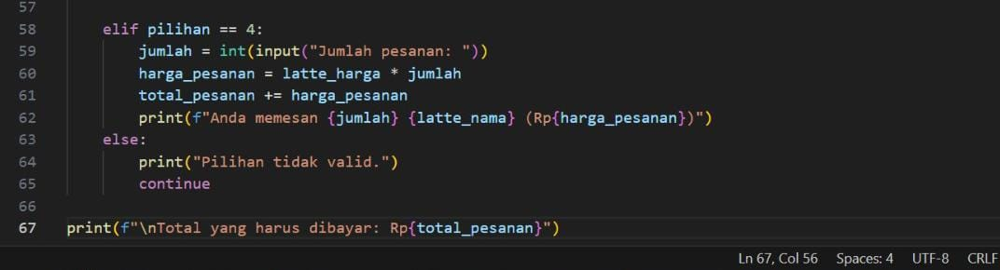 57
58 elif pilihan == 4:
59 jumlah = int(input("Jumlah pesanan: "))
60 harga_pesanan = latte_harga * jumlah
61 total_pesanan += harga_pesanan
62 print(f"Anda memesan {jumlah} {latte_nama} (Rp{harga_pesanan})")
63 else:
64 print("Pilihan tidak valid.")
65 continue
66
67 print(f"\nTotal yang harus dibayar: Rp{total_pesanan}")
Ln 67, Col 56 Spaces: 4 UTF-8 CRLF